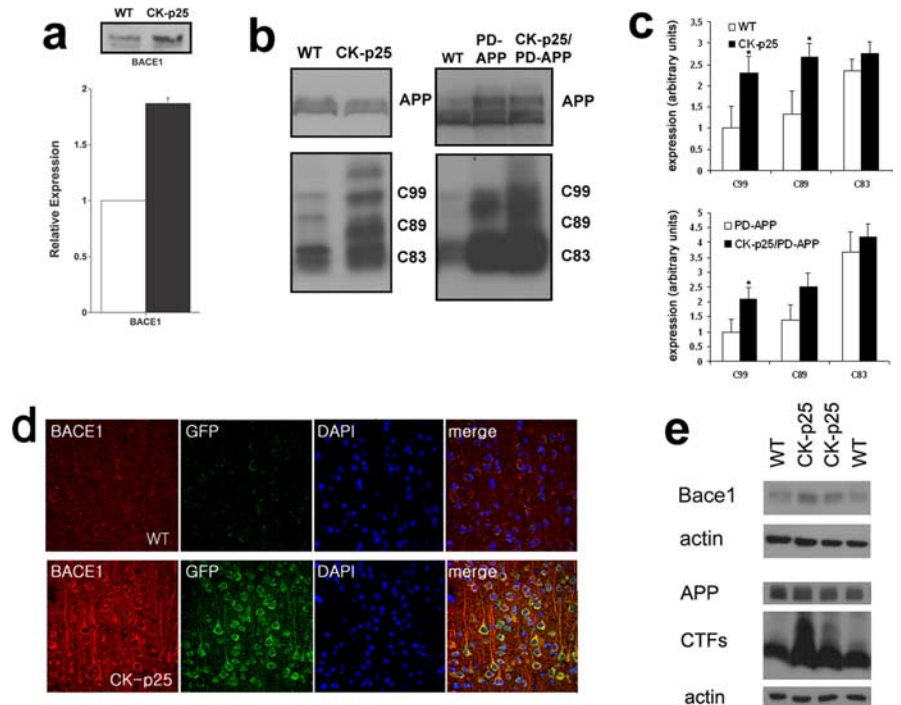 a
WT CK-p25
BACE1
Relative Expression
2
1.5
1
0.5
0
BACE1
b
WT CK-p25
APP
C99
C89
C83
WT PD-APP CK-p25/PD-APP
APP
C99
C89
C83
c
WT
CK-p25
expression (arbitrary units)
3.5
3
2.5
2
1.5
1
0.5
0
* *
C99 C89 C83
PD-APP
CK-p25/PD-APP
expression (arbitrary units)
5
4.5
4
3.5
3
2.5
2
1.5
1
0.5
0
*
C99 C89 C83
d
BACE1 GFP DAPI merge
WT
BACE1 GFP DAPI merge
CK-p25
e
WT CK-p25 CK-p25 WT
Bace1
actin
APP
CTFs
actin